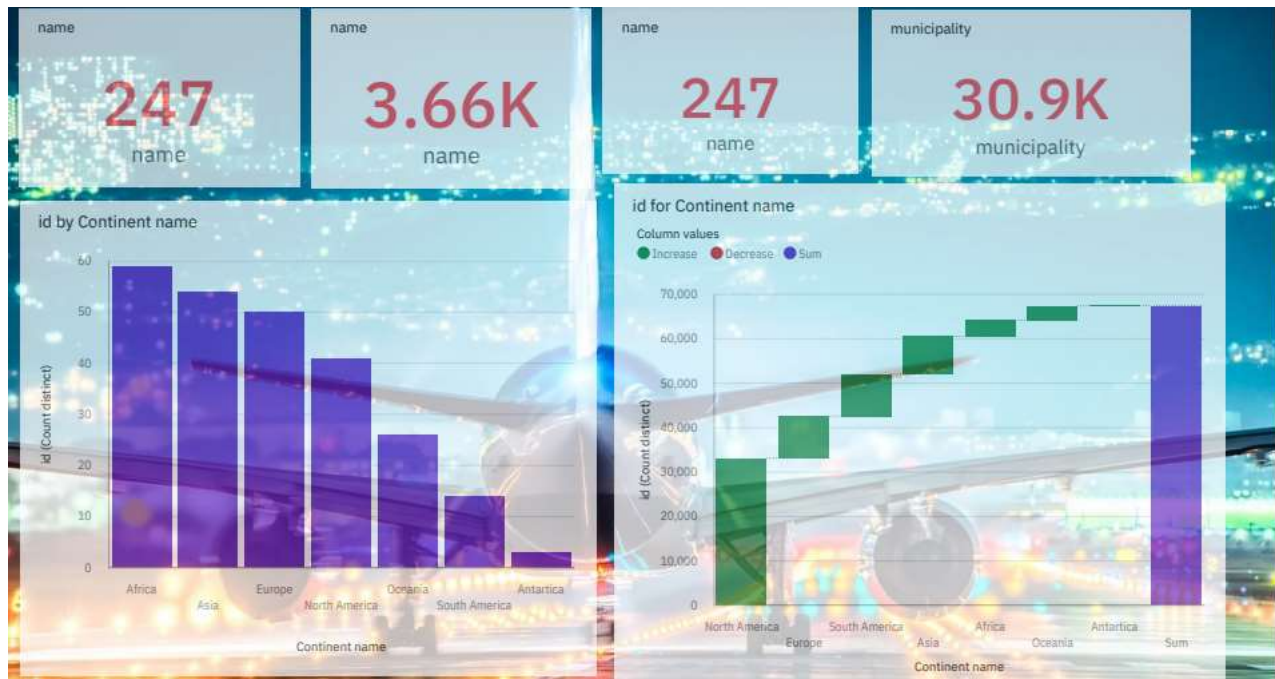 name
247
name
name
3.66K
name
name
247
name
municipality
30.9K
municipality
id by Continent name
60
50
40
30
20
10
0
id (Count distinct)
Africa
Asia
Europe
North America
Oceania
South America
Antartica
Continent name
id for Continent name
Column values
Increase Decrease Sum
70,000
60,000
50,000
40,000
30,000
20,000
10,000
0
id (Count distinct)
North America
Europe
South America
Asia
Africa
Oceania
Antartica
Sum
Continent name